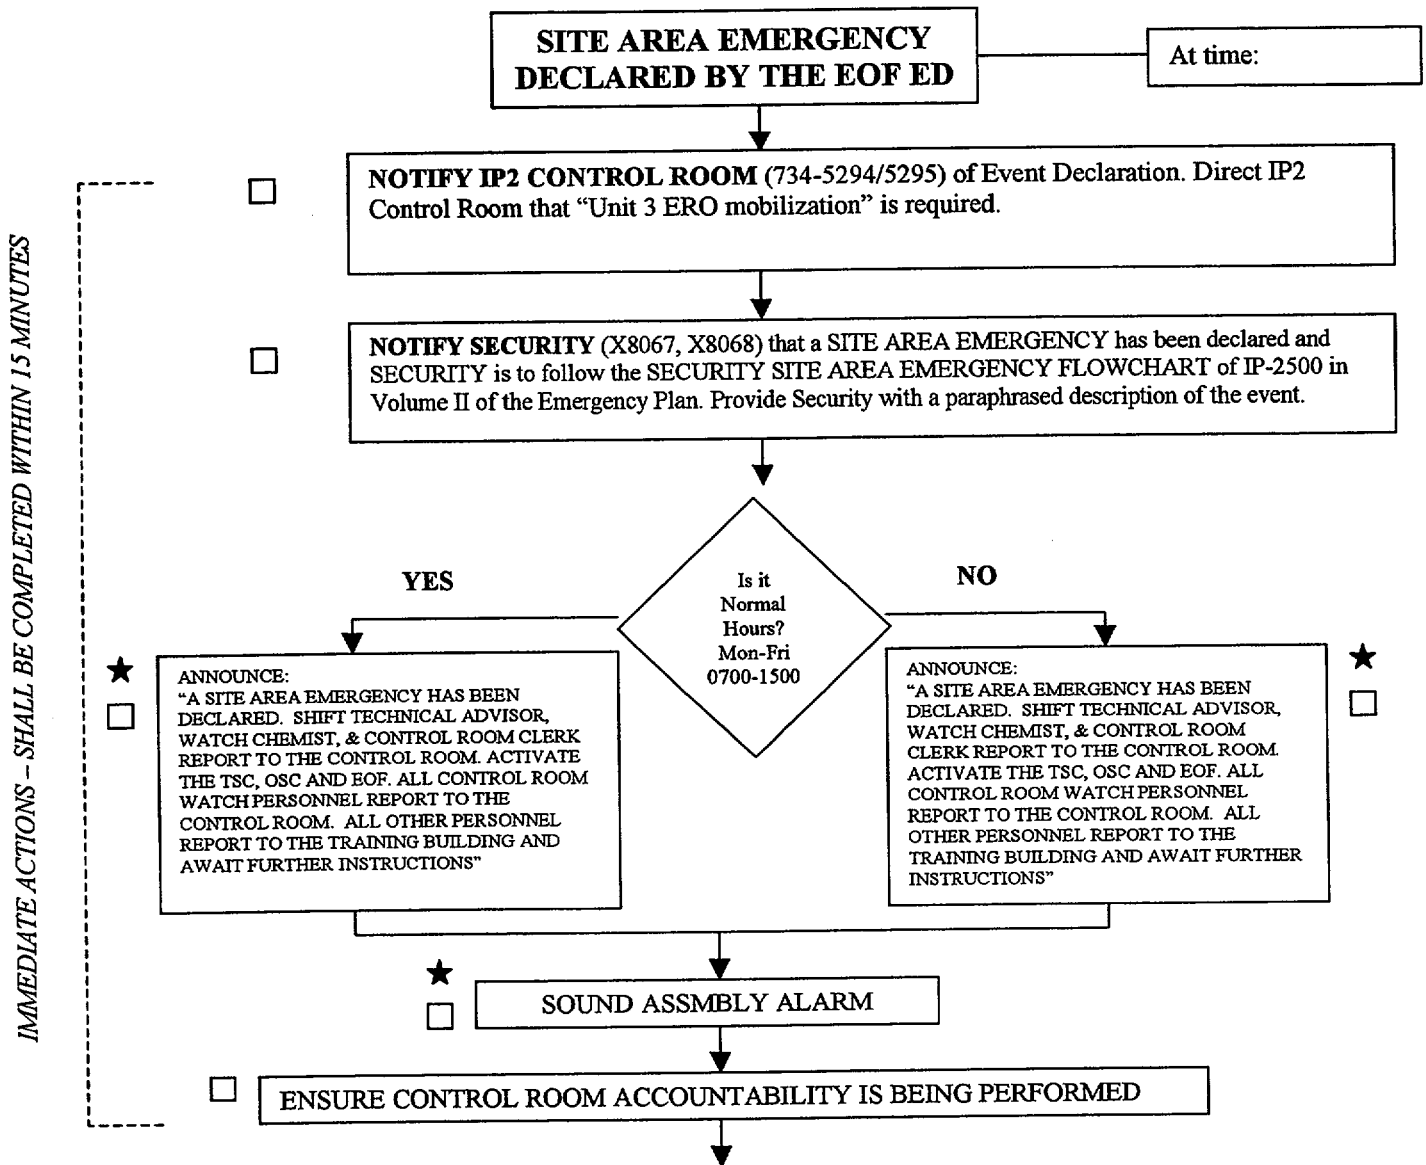 SITE AREA EMERGENCY
DECLARED BY THE EOF ED
At time:
IMMEDIATE ACTIONS – SHALL BE COMPLETED WITHIN 15 MINUTES
NOTIFY IP2 CONTROL ROOM (734-5294/5295) of Event Declaration. Direct IP2
Control Room that “Unit 3 ERO mobilization” is required.
NOTIFY SECURITY (X8067, X8068) that a SITE AREA EMERGENCY has been declared and
SECURITY is to follow the SECURITY SITE AREA EMERGENCY FLOWCHART of IP-2500 in
Volume II of the Emergency Plan. Provide Security with a paraphrased description of the event.
Is it
Normal
Hours?
Mon-Fri
0700-1500
YES
NO
ANNOUNCE:
“A SITE AREA EMERGENCY HAS BEEN
DECLARED. SHIFT TECHNICAL ADVISOR,
WATCH CHEMIST, & CONTROL ROOM CLERK
REPORT TO THE CONTROL ROOM. ACTIVATE
THE TSC, OSC AND EOF. ALL CONTROL ROOM
WATCH PERSONNEL REPORT TO THE
CONTROL ROOM. ALL OTHER PERSONNEL
REPORT TO THE TRAINING BUILDING AND
AWAIT FURTHER INSTRUCTIONS”
ANNOUNCE:
“A SITE AREA EMERGENCY HAS BEEN
DECLARED. SHIFT TECHNICAL ADVISOR,
WATCH CHEMIST, & CONTROL ROOM
CLERK REPORT TO THE CONTROL ROOM.
ACTIVATE THE TSC, OSC AND EOF. ALL
CONTROL ROOM WATCH PERSONNEL
REPORT TO THE CONTROL ROOM. ALL
OTHER PERSONNEL REPORT TO THE
TRAINING BUILDING AND AWAIT FURTHER
INSTRUCTIONS”
SOUND ASSMBLY ALARM
ENSURE CONTROL ROOM ACCOUNTABILITY IS BEING PERFORMED